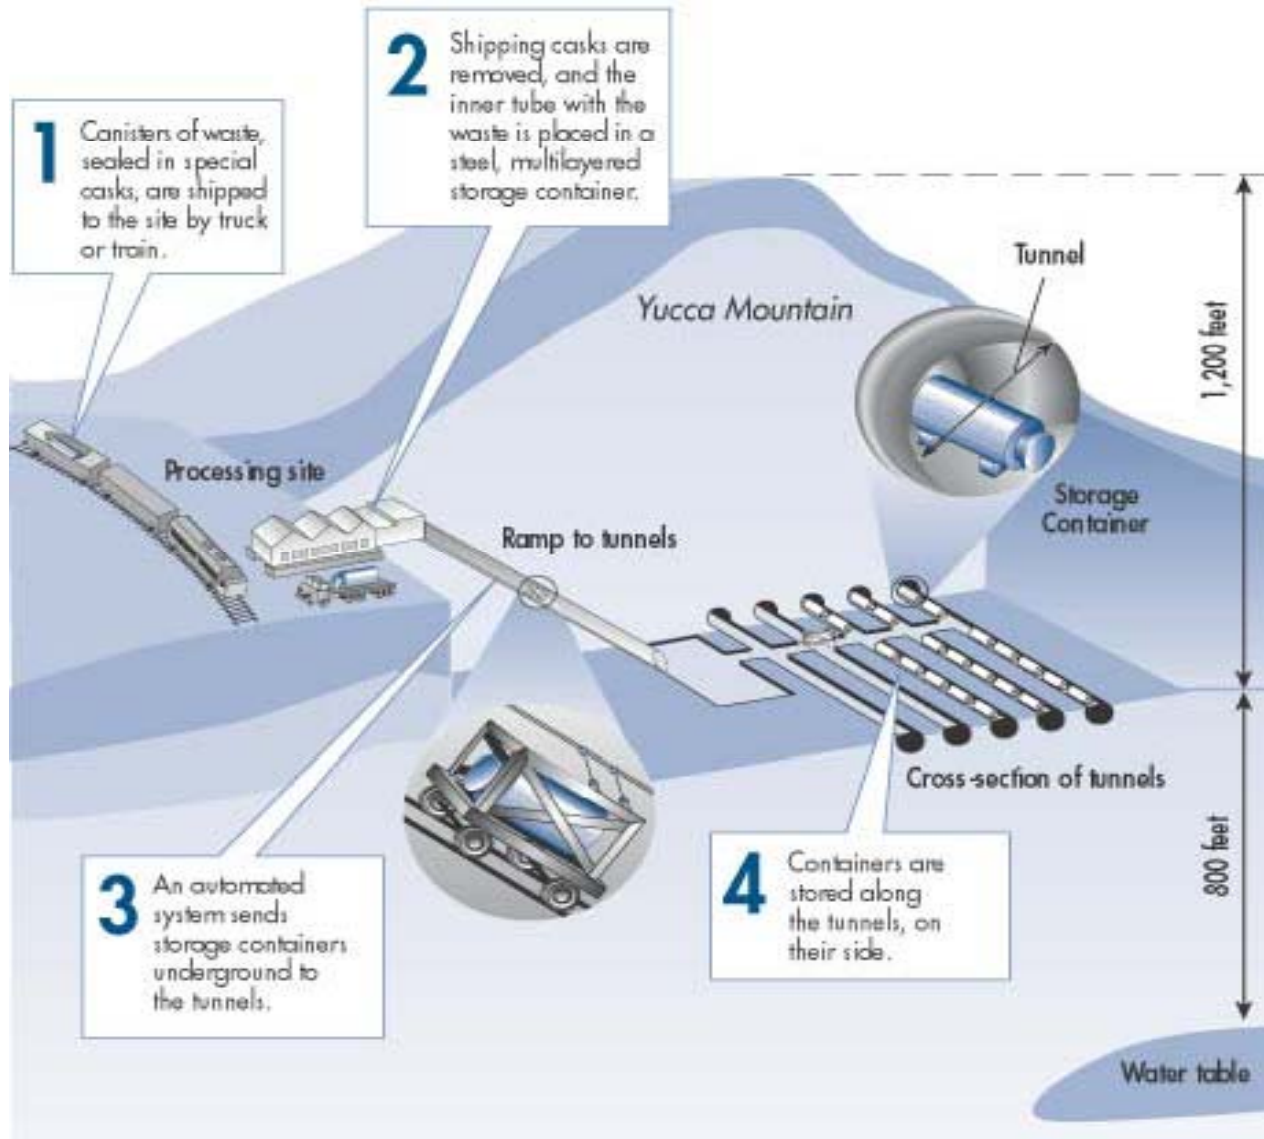 1
Canisters of waste,
sealed in special
casks, are shipped
to the site by truck
or train.
2
Shipping casks are
removed, and the
inner tube with the
waste is placed in a
steel, multilayered
storage container.
Yucca Mountain
Tunnel
1,200 feet
Processing site
Storage
Container
Ramp to tunnels
Cross-section of tunnels
3
An automated
system sends
storage containers
underground to
the tunnels.
4
Containers are
stored along
the tunnels, on
their side.
800 feet
Water table